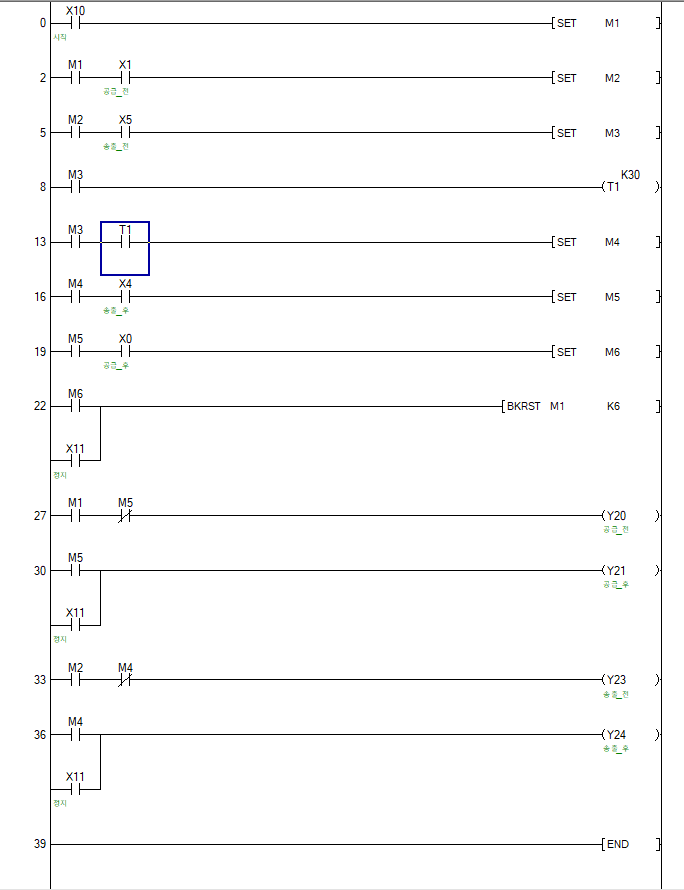 X10
0 SET M1
시작
M1 X1
2 SET M2
공급_전
M2 X5
5 SET M3
송출_전
M3 K30
8 T1
M3 T1
13 SET M4
M4 X4
16 SET M5
송출_후
M5 X0
19 SET M6
공급_후
M6
22 BKRST M1 K6
X11
정지
M1 M5
27 Y20
공급_전
M5
30 Y21
공급_후
X11
정지
M2 M4
33 Y23
송출_전
M4
36 Y24
송출_후
X11
정지
39 END